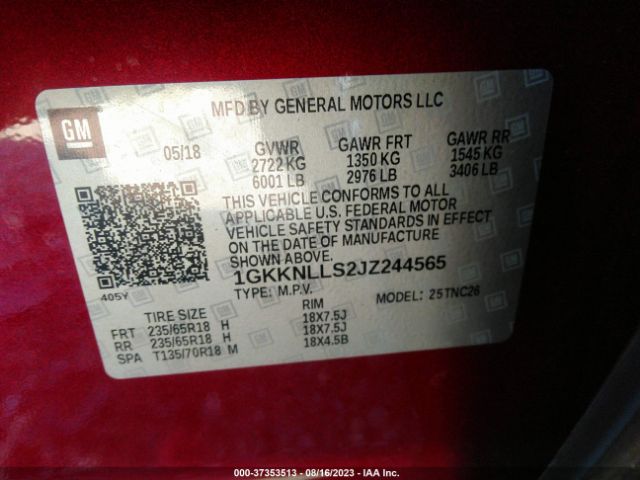 GM
MFD BY GENERAL MOTORS LLC
05/18 GVWR GAWR FRT GAWR RR
2722 KG 1350 KG 1545 KG
6001 LB 2976 LB 3406 LB
THIS VEHICLE CONFORMS TO ALL
APPLICABLE U.S. FEDERAL MOTOR
VEHICLE SAFETY STANDARDS IN EFFECT
ON THE DATE OF MANUFACTURE
SHOWN ABOVE.
1GKKNLLS2JZ244565
405Y TYPE: M.P.V. MODEL: 25TNC26
TIRE SIZE RIM
FRT 235/65R18 H 18X7.5J
RR 235/65R18 H 18X7.5J
SPA T135/70R18 M 18X4.5B
000-37353513 - 08/16/2023 - IAA Inc.